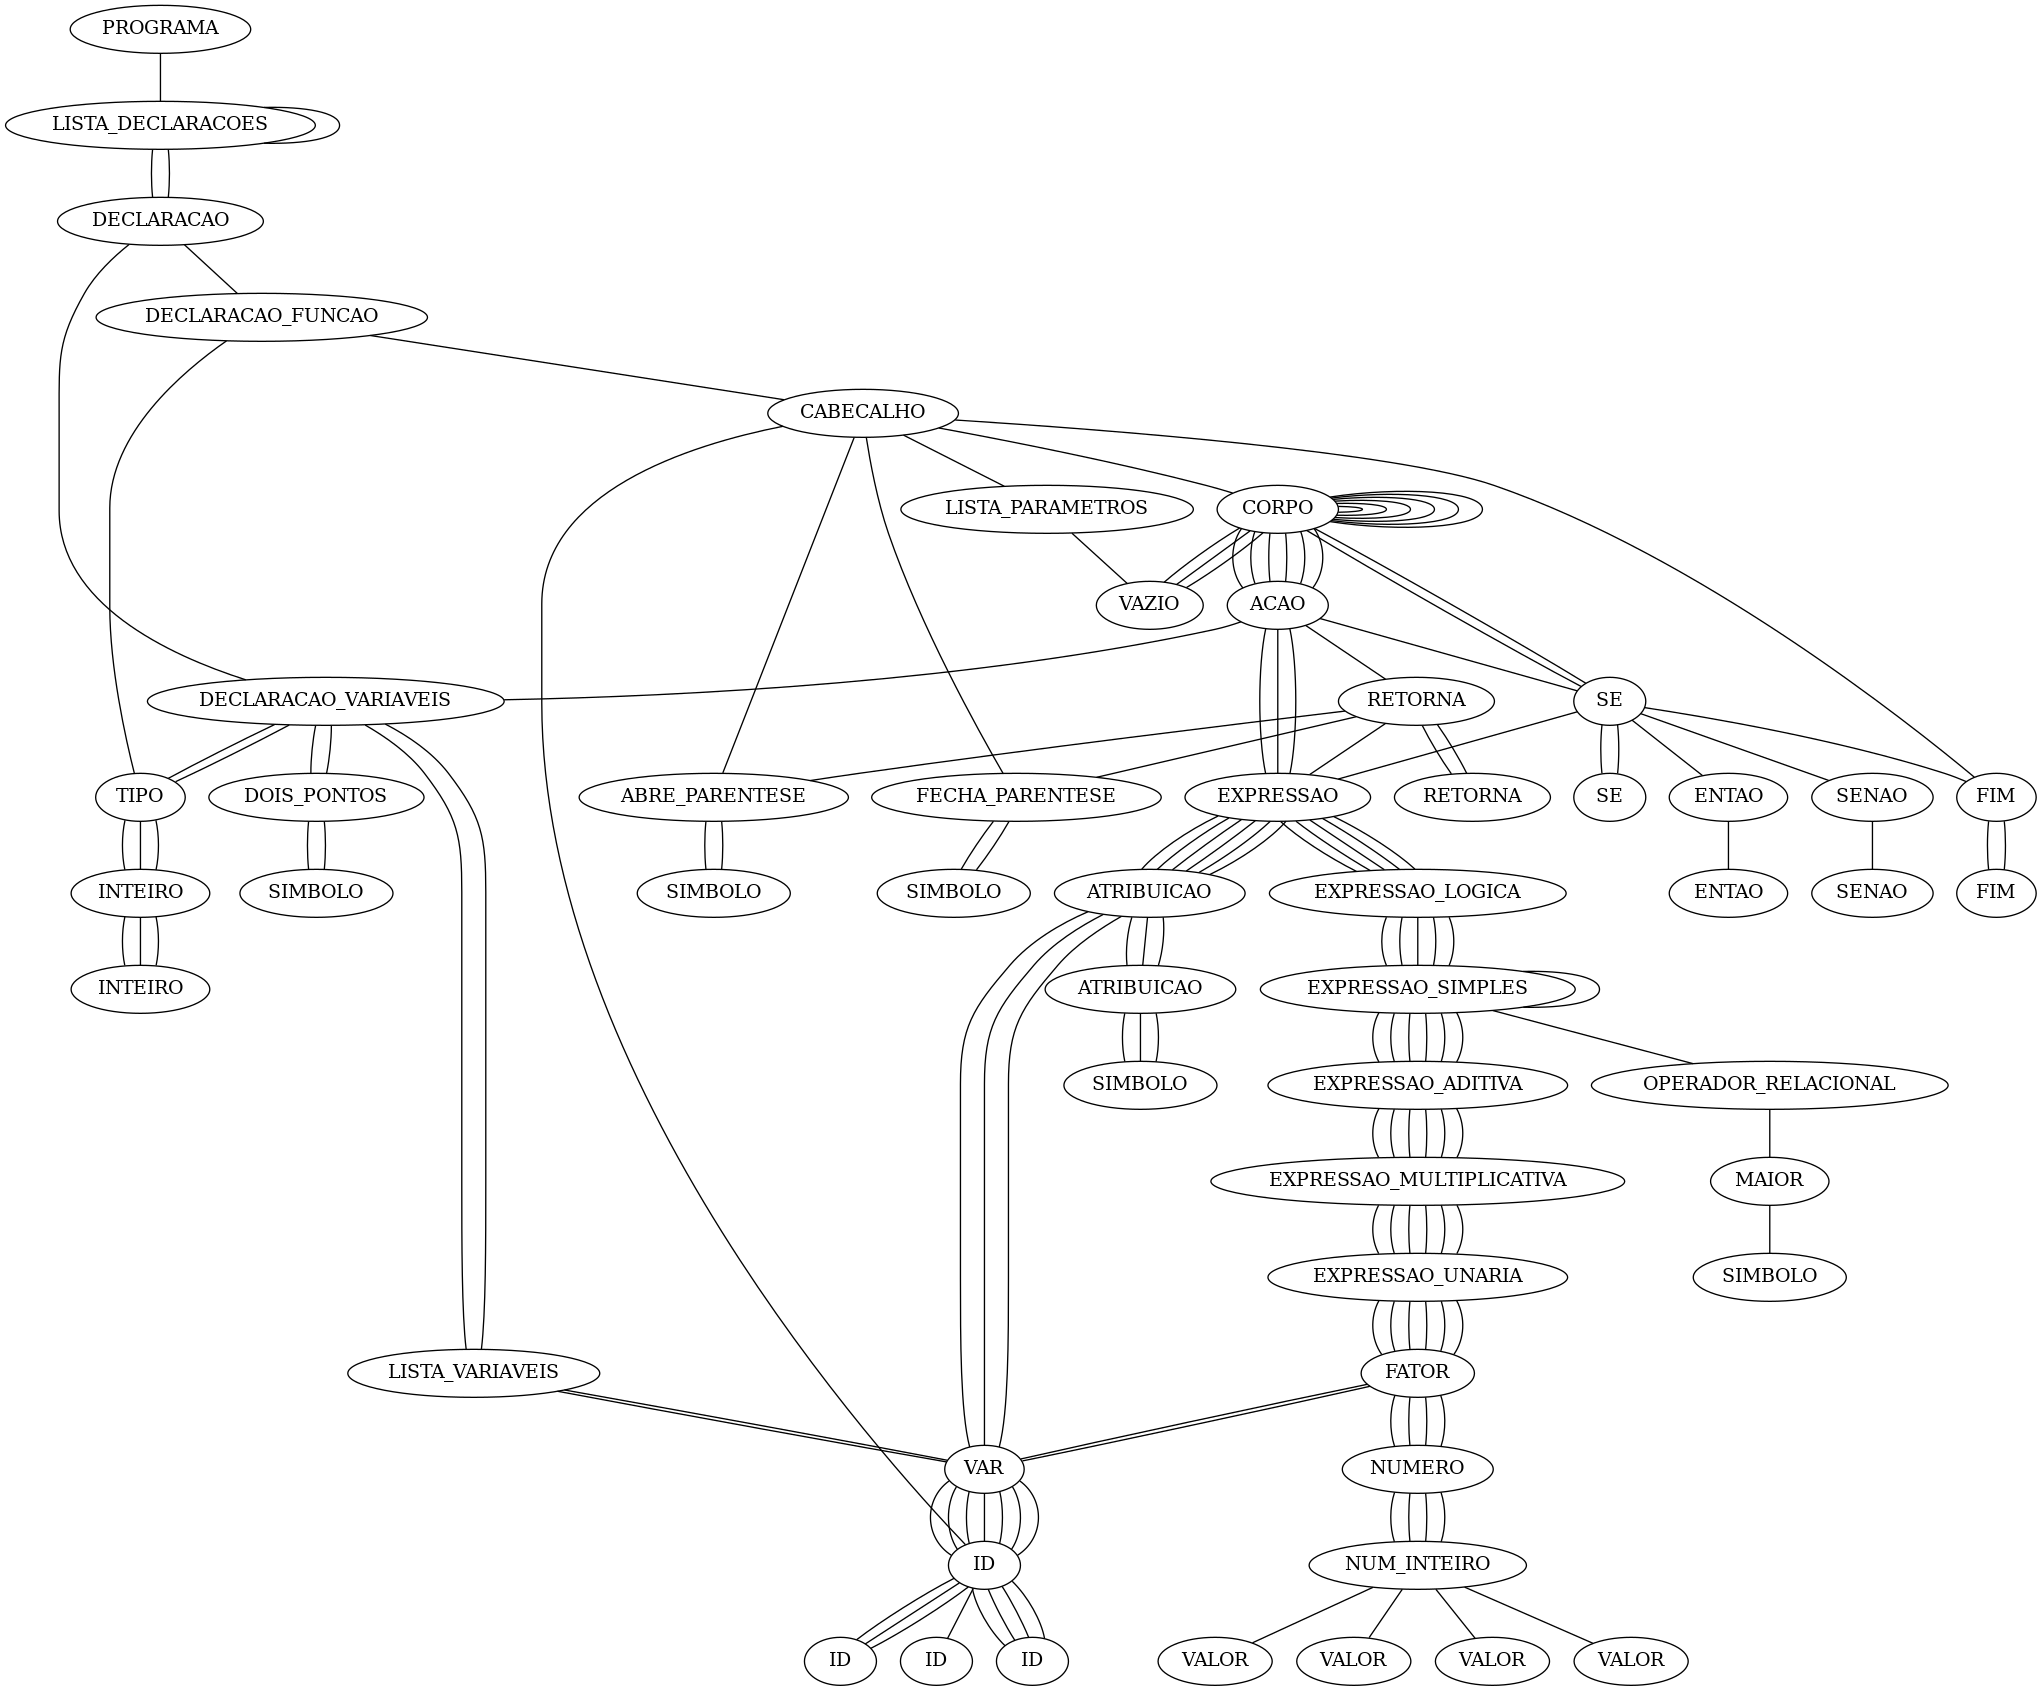 PROGRAMA
LISTA_DECLARACOES
DECLARACAO
DECLARACAO_FUNCAO
CABECALHO
LISTA_PARAMETROS
CORPO
VAZIO
ACAO
DECLARACAO_VARIAVEIS
RETORNA
SE
TIPO
DOIS_PONTOS
ABRE_PARENTESE
FECHA_PARENTESE
EXPRESSAO
RETORNA
SE
ENTAO
SENAO
FIM
INTEIRO
SIMBOLO
SIMBOLO
SIMBOLO
ATRIBUICAO
EXPRESSAO_LOGICA
ENTAO
SENAO
FIM
INTEIRO
ATRIBUICAO
EXPRESSAO_SIMPLES
SIMBOLO
EXPRESSAO_ADITIVA
OPERADOR_RELACIONAL
EXPRESSAO_MULTIPLICATIVA
MAIOR
EXPRESSAO_UNARIA
SIMBOLO
LISTA_VARIAVEIS
FATOR
VAR
NUMERO
ID
NUM_INTEIRO
ID
ID
ID
VALOR
VALOR
VALOR
VALOR